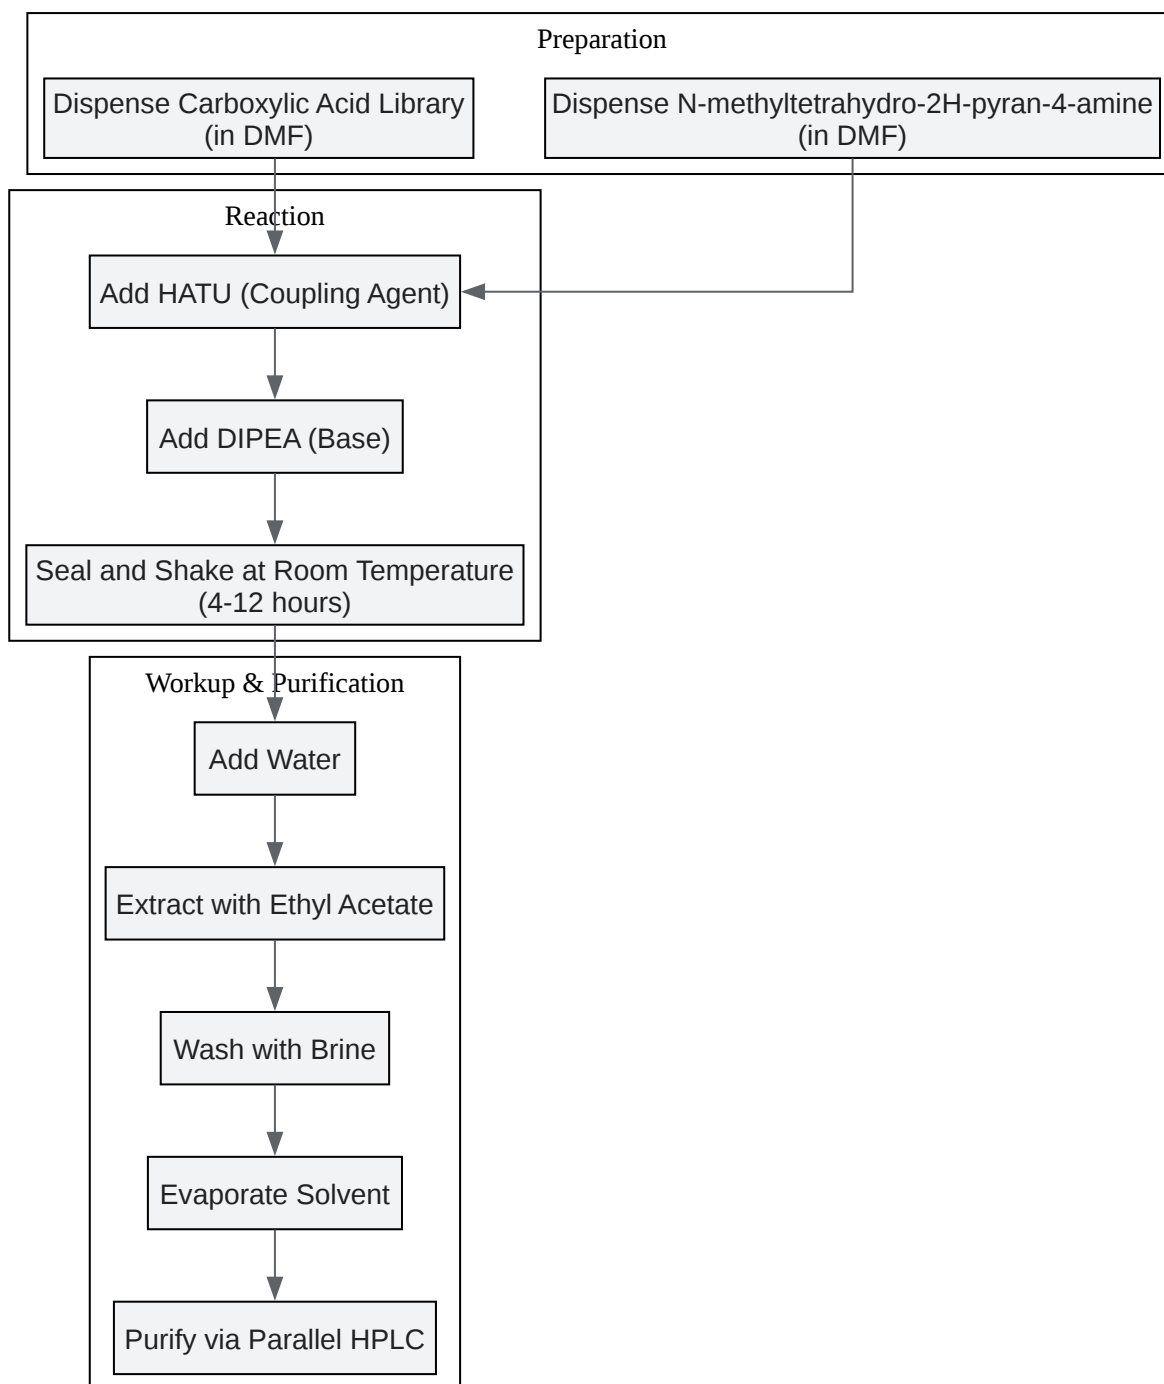 Preparation
Dispense Carboxylic Acid Library
(in DMF)
Dispense N-methyltetrahydro-2H-pyran-4-amine
(in DMF)
Reaction
Add HATU (Coupling Agent)
Add DIPEA (Base)
Seal and Shake at Room Temperature
(4-12 hours)
Workup & Purification
Add Water
Extract with Ethyl Acetate
Wash with Brine
Evaporate Solvent
Purify via Parallel HPLC